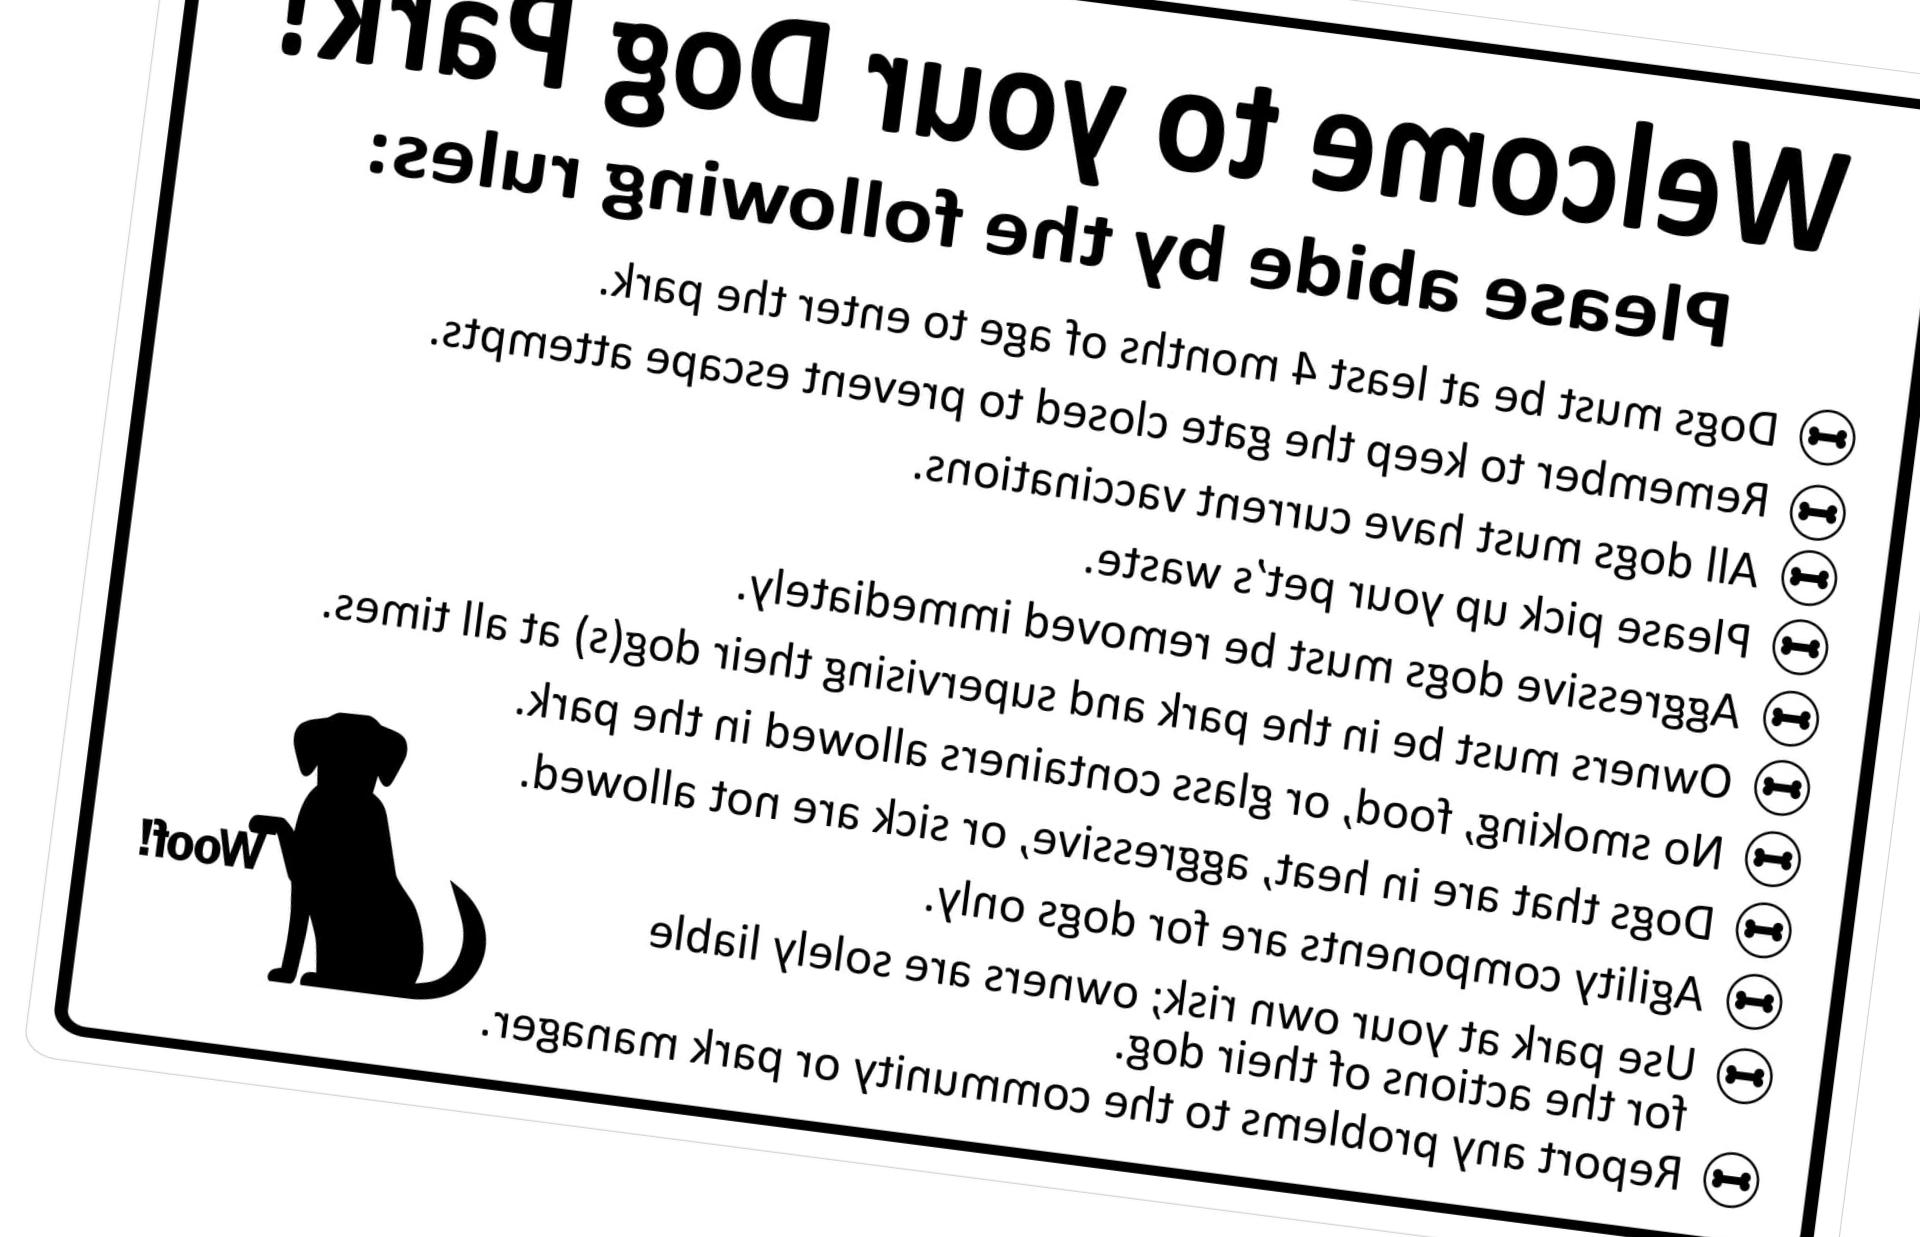 Welcome to your Dog Park!
Please abide by the following rules:
Dogs must be at least 4 months of age to enter the park.
Remember to keep the gate closed to prevent escape attempts.
All dogs must have current vaccinations.
Please pick up your pet's waste.
Aggressive dogs must be removed immediately.
Owners must be in the park and supervising their dog(s) at all times.
No smoking, food, or glass containers allowed in the park.
Dogs that are in heat, aggressive, or sick are not allowed.
Agility components are for dogs only.
Use park at your own risk; owners are solely liable
for the actions of their dog.
Report any problems to the community or park manager.
Woof!